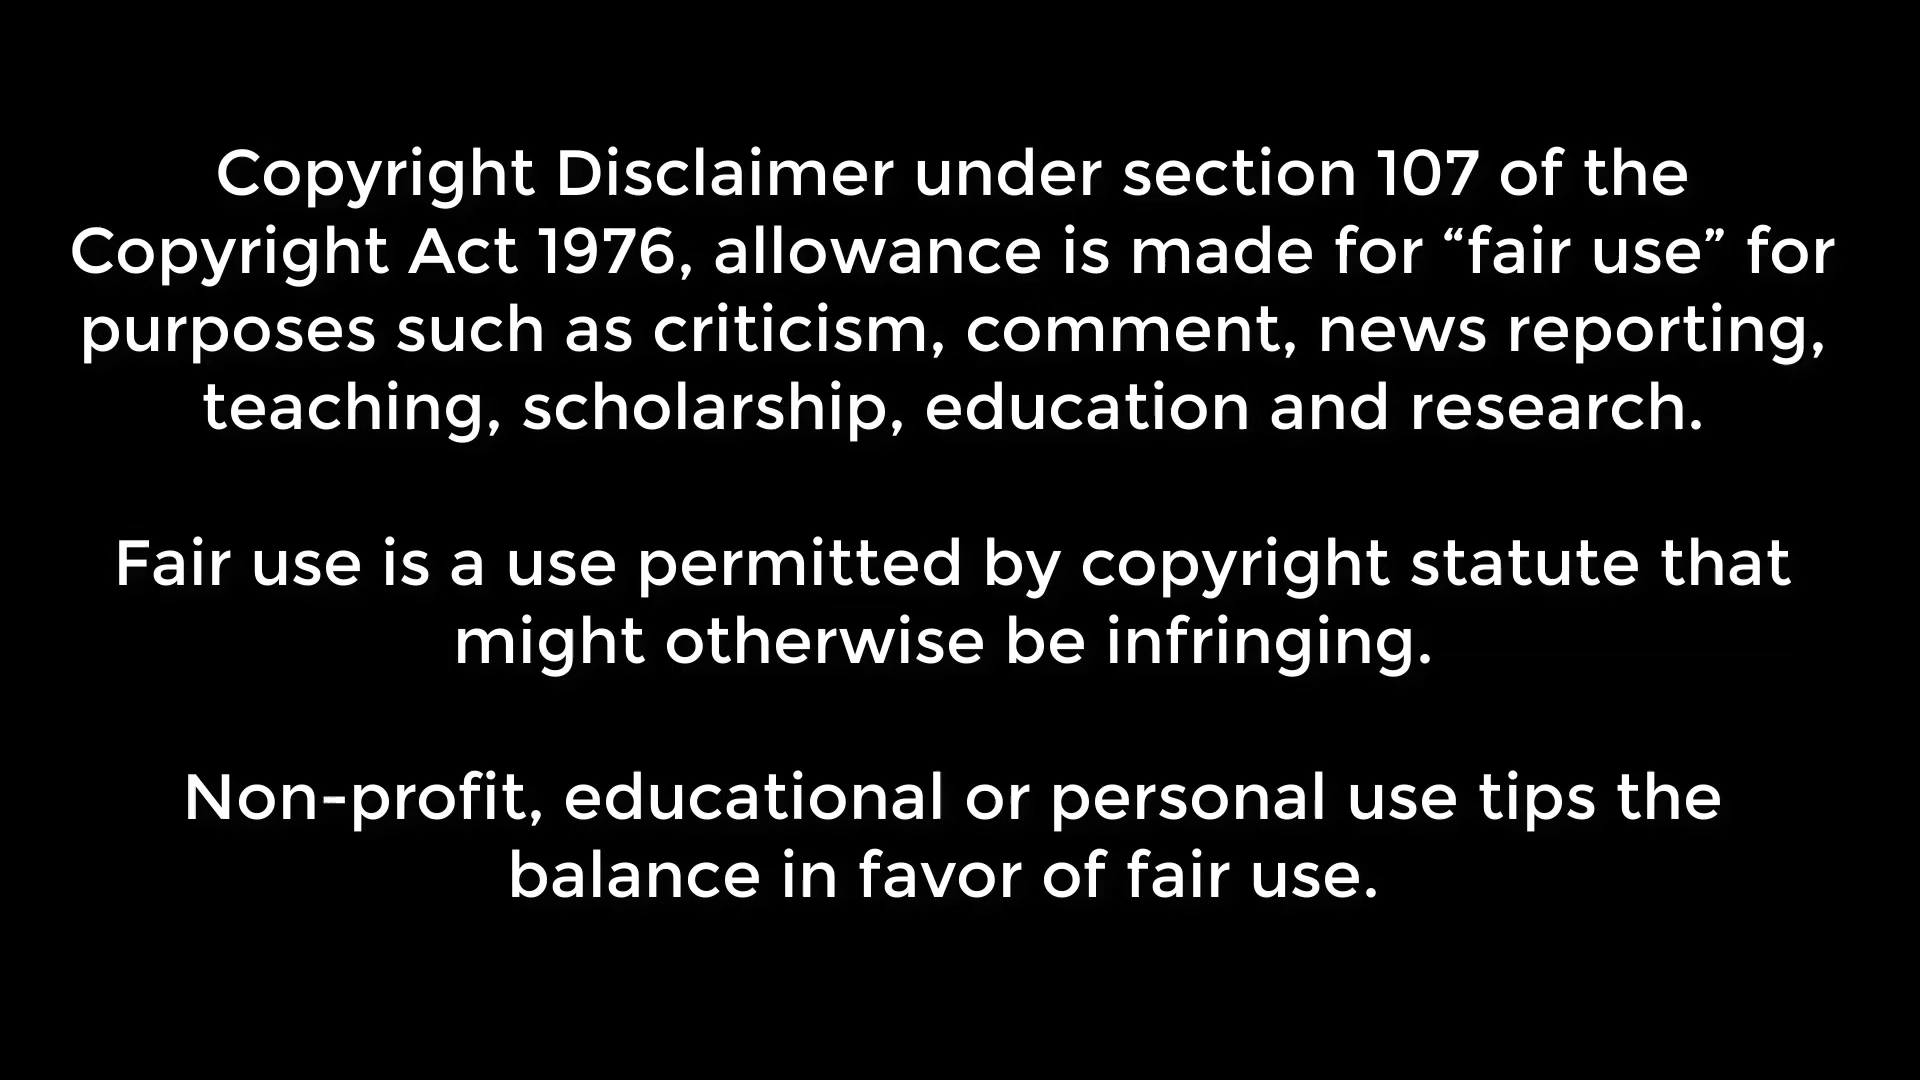 Copyright Disclaimer under section 107 of the
Copyright Act 1976, allowance is made for “fair use” for
purposes such as criticism, comment, news reporting,
teaching, scholarship, education and research.
Fair use is a use permitted by copyright statute that
might otherwise be infringing.
Non-profit, educational or personal use tips the
balance in favor of fair use.